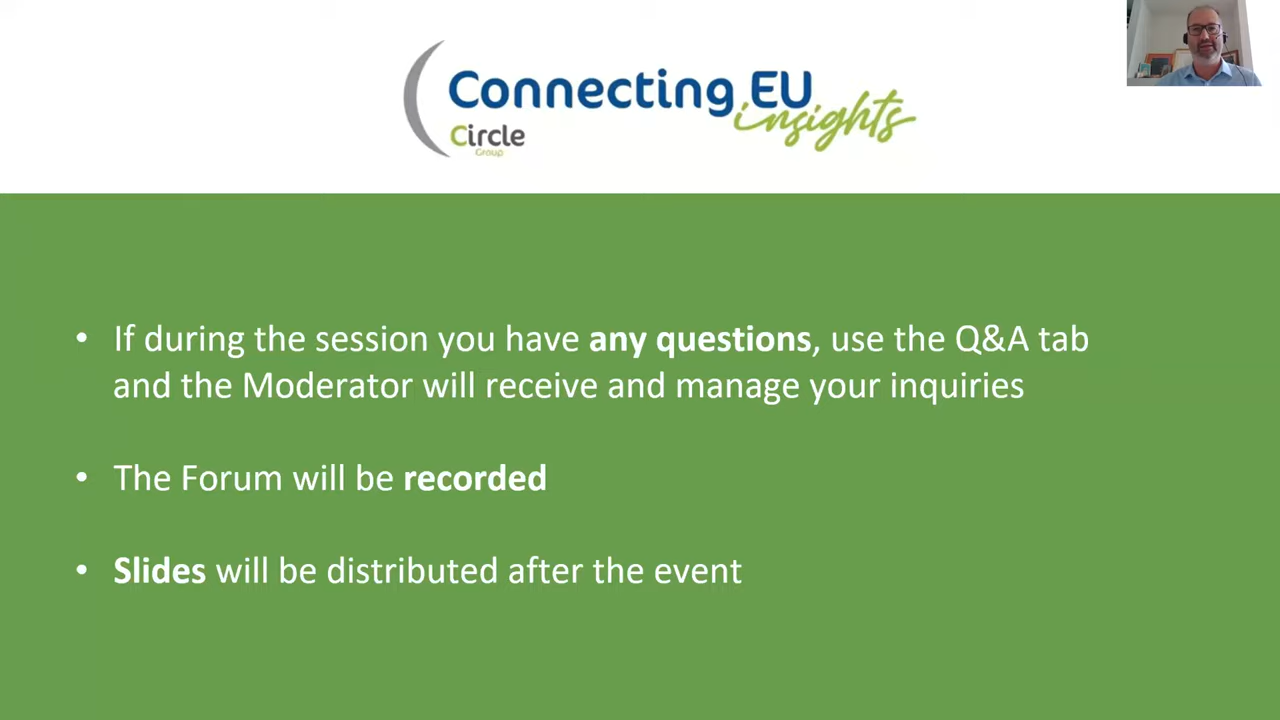 Connecting EU
insights
Circle
Group
• If during the session you have any questions, use the Q&A tab
and the Moderator will receive and manage your inquiries
• The Forum will be recorded
• Slides will be distributed after the event